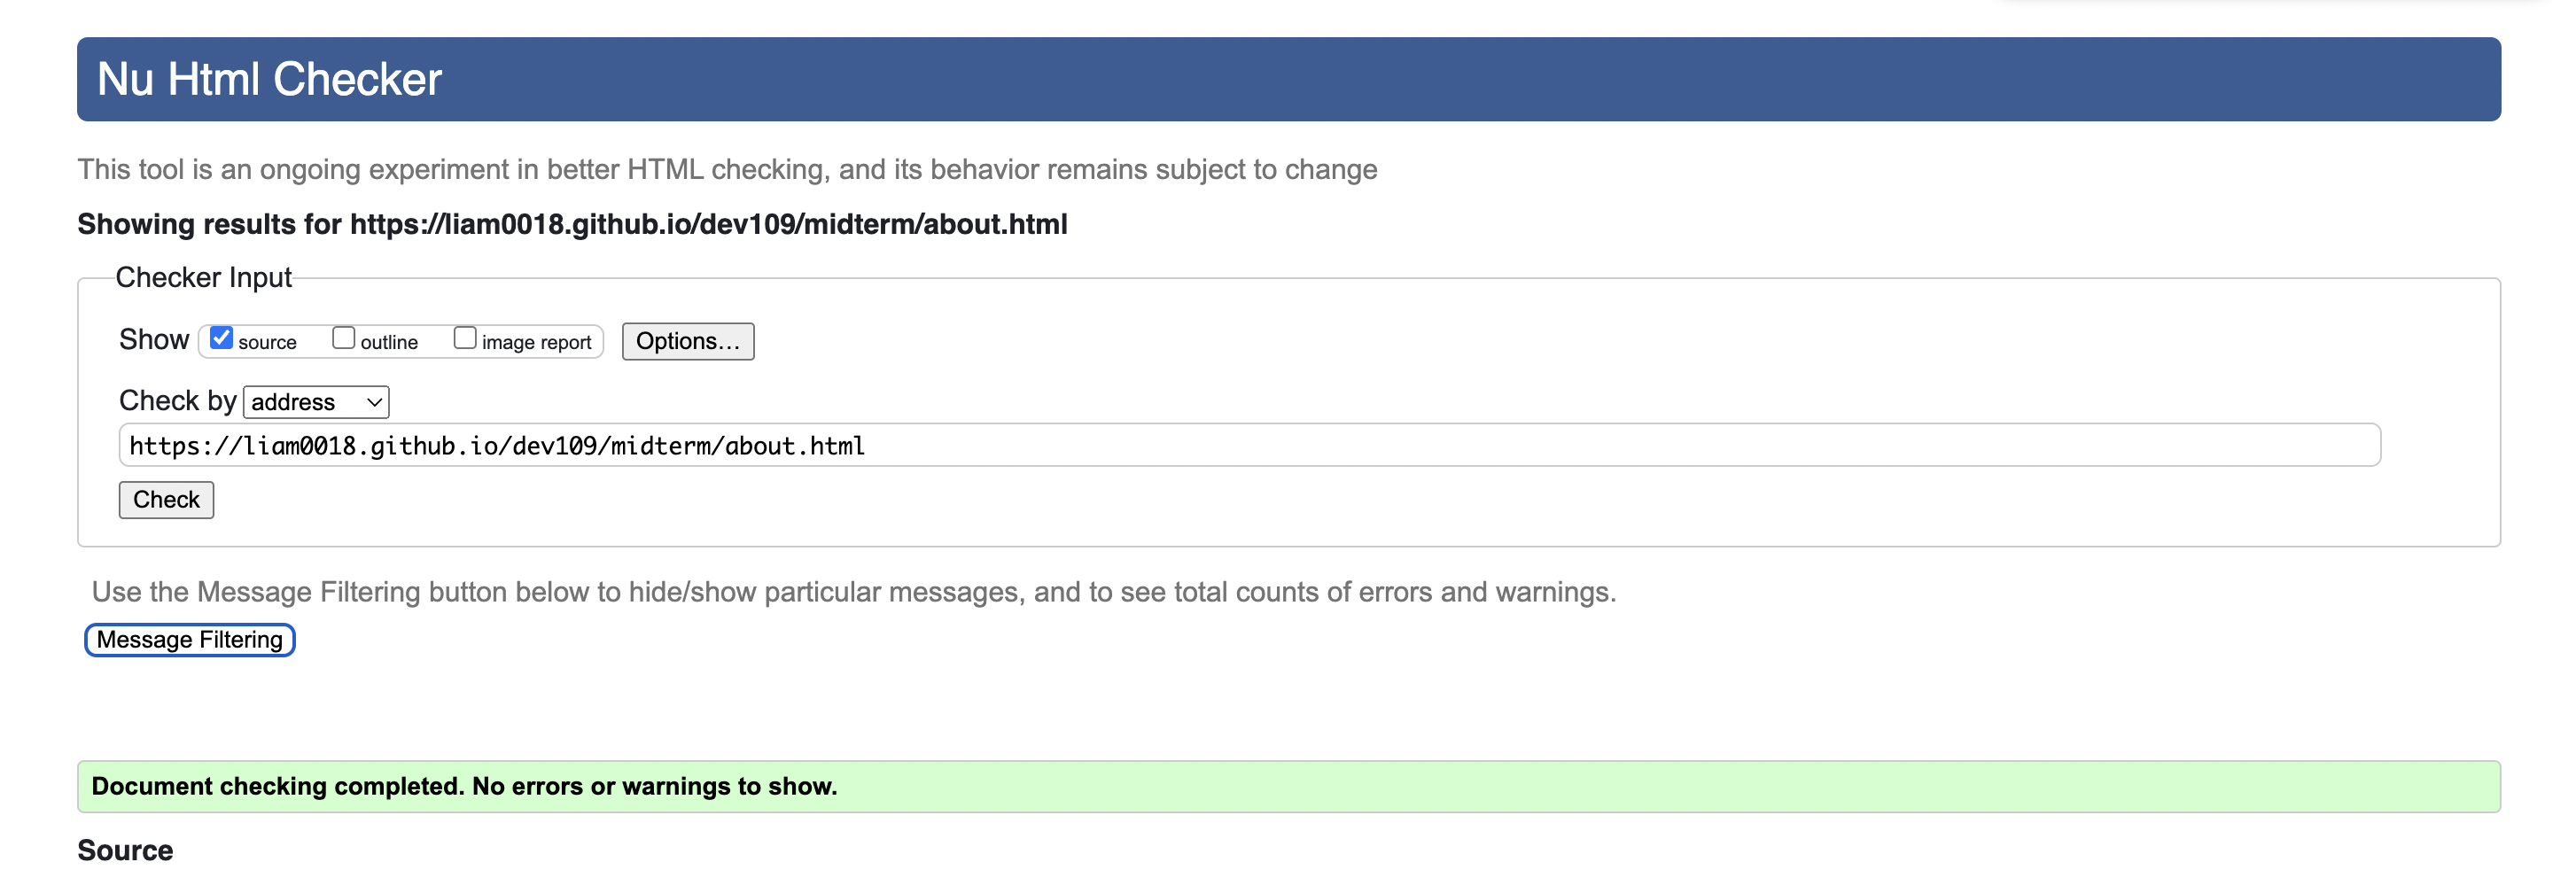 Nu Html Checker
This tool is an ongoing experiment in better HTML checking, and its behavior remains subject to change
Showing results for https://liam0018.github.io/dev109/midterm/about.html
Checker Input
Show source outline image report Options...
Check by address
https://liam0018.github.io/dev109/midterm/about.html
Check
Use the Message Filtering button below to hide/show particular messages, and to see total counts of errors and warnings.
Message Filtering
Document checking completed. No errors or warnings to show.
Source